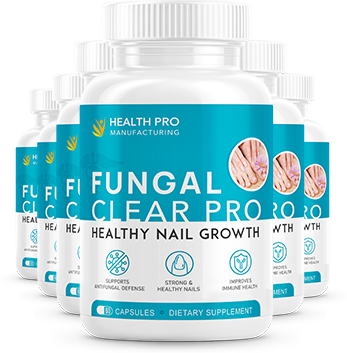 HEALTH PRO
MANUFACTURING
FUNGAL
CLEAR PRO
HEALTHY NAIL GROWTH
SUPPORTS
ANTIFUNGAL DEFENSE
STRONG &
HEALTHY NAILS
IMPROVES
IMMUNE HEALTH
60 CAPSULES • DIETARY SUPPLEMENT